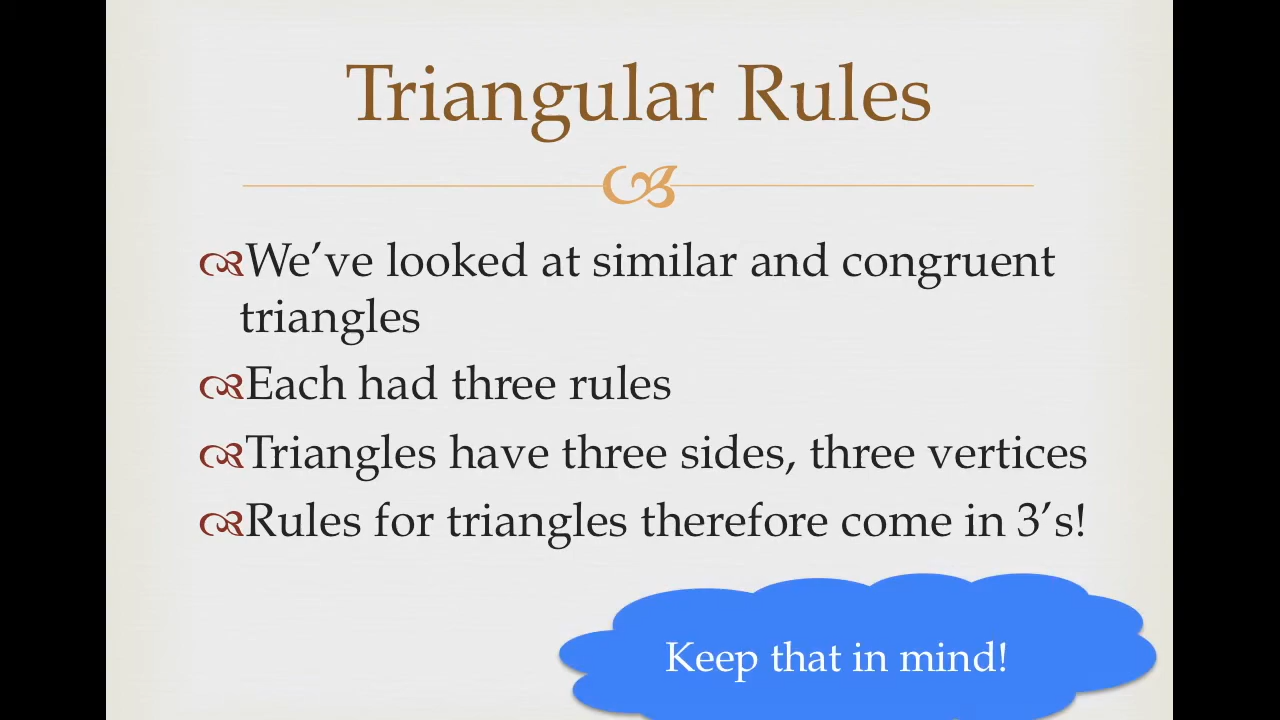 Triangular Rules
We’ve looked at similar and congruent
triangles
Each had three rules
Triangles have three sides, three vertices
Rules for triangles therefore come in 3’s!
Keep that in mind!